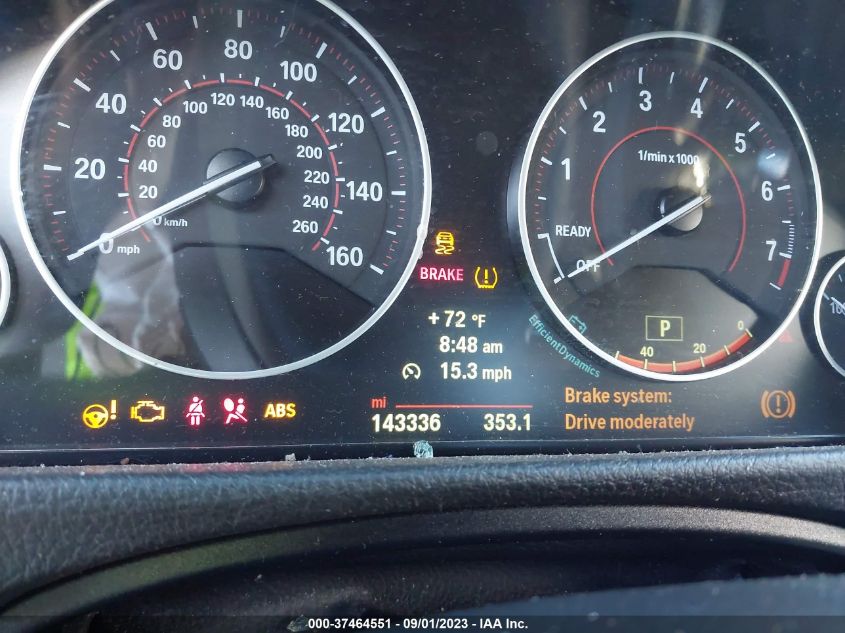 0 20 40 60 80 100 120 140 160
mph
0 20 40 60 80 100 120 140 160 180 200 220 240 260
km/h
1 2 3 4 5 6 7
1/min x 1000
READY
OFF
BRAKE
+ 72 °F
8:48 am
15.3 mph
P
EfficientDynamics
40 20 0
ABS
mi
143336 353.1
Brake system:
Drive moderately
000-37464551 - 09/01/2023 - IAA Inc.